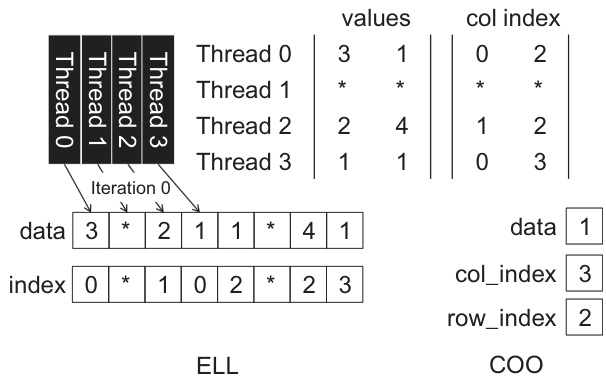 values col index
Thread 0 3 1 0 2
Thread 1 * * * *
Thread 2 2 4 1 2
Thread 3 1 1 0 3
Thread 0
Thread 1
Thread 2
Thread 3
Iteration 0
data 3 * 2 1 1 * 4 1
index 0 * 1 0 2 * 2 3
data 1
col_index 3
row_index 2
ELL COO